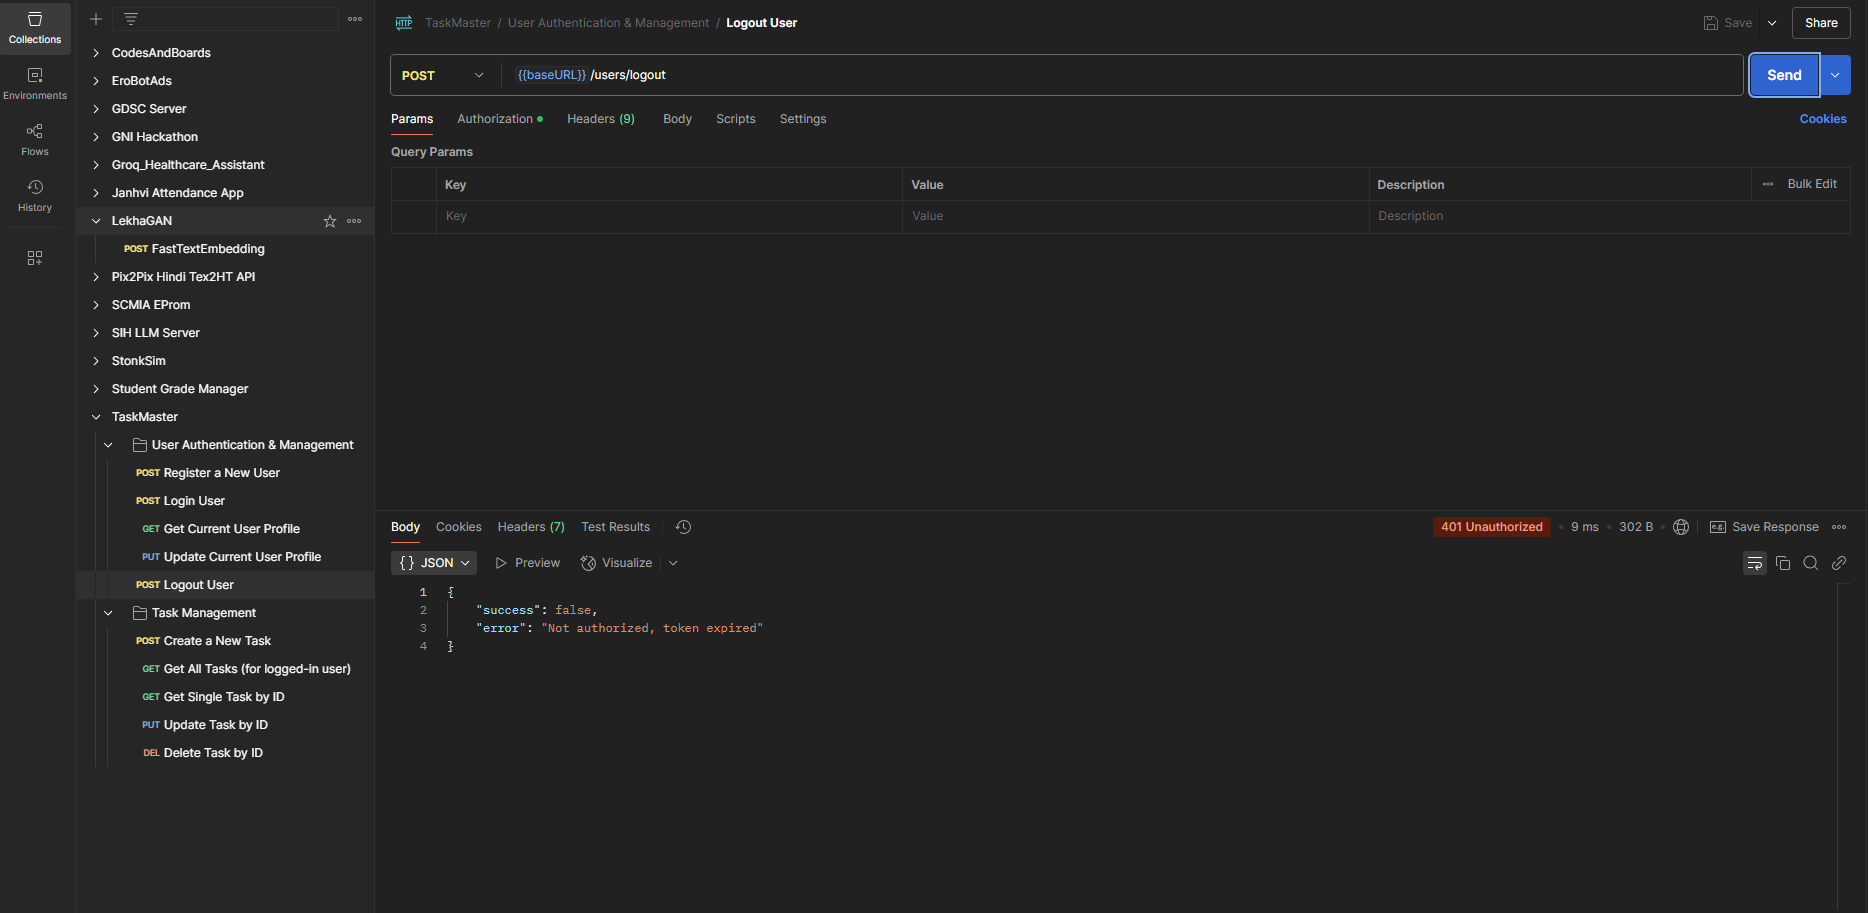 Collections
Environments
Flows
History
CodesAndBoards
EroBotAds
GDSC Server
GNI Hackathon
Groq_Healthcare_Assistant
Janhvi Attendance App
LekhaGAN
POST FastTextEmbedding
Pix2Pix Hindi Tex2HT API
SCMIA EProm
SIH LLM Server
StonkSim
Student Grade Manager
TaskMaster
User Authentication & Management
POST Register a New User
POST Login User
GET Get Current User Profile
PUT Update Current User Profile
POST Logout User
Task Management
POST Create a New Task
GET Get All Tasks (for logged-in user)
GET Get Single Task by ID
PUT Update Task by ID
DEL Delete Task by ID
HTTP TaskMaster / User Authentication & Management / Logout User
Save
Share
POST {{baseURL}} /users/logout
Send
Params Authorization Headers (9) Body Scripts Settings
Cookies
Query Params
Key Value Description Bulk Edit
Key Value Description
Body Cookies Headers (7) Test Results
401 Unauthorized • 9 ms • 302 B • e.g. Save Response
{} JSON Preview Visualize
1 {
2 "success": false,
3 "error": "Not authorized, token expired"
4 }